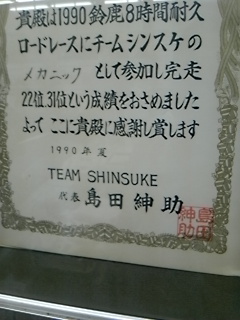 貴殿は1990鈴鹿8時間耐久
ロードレースにチームシンスケの
メカニックとして参加し完走
22位、31位という成績をおさめました
よってここに貴殿に感謝し賞します
1990年夏
TEAM SHINSUKE
代表 島田紳助
島田紳助